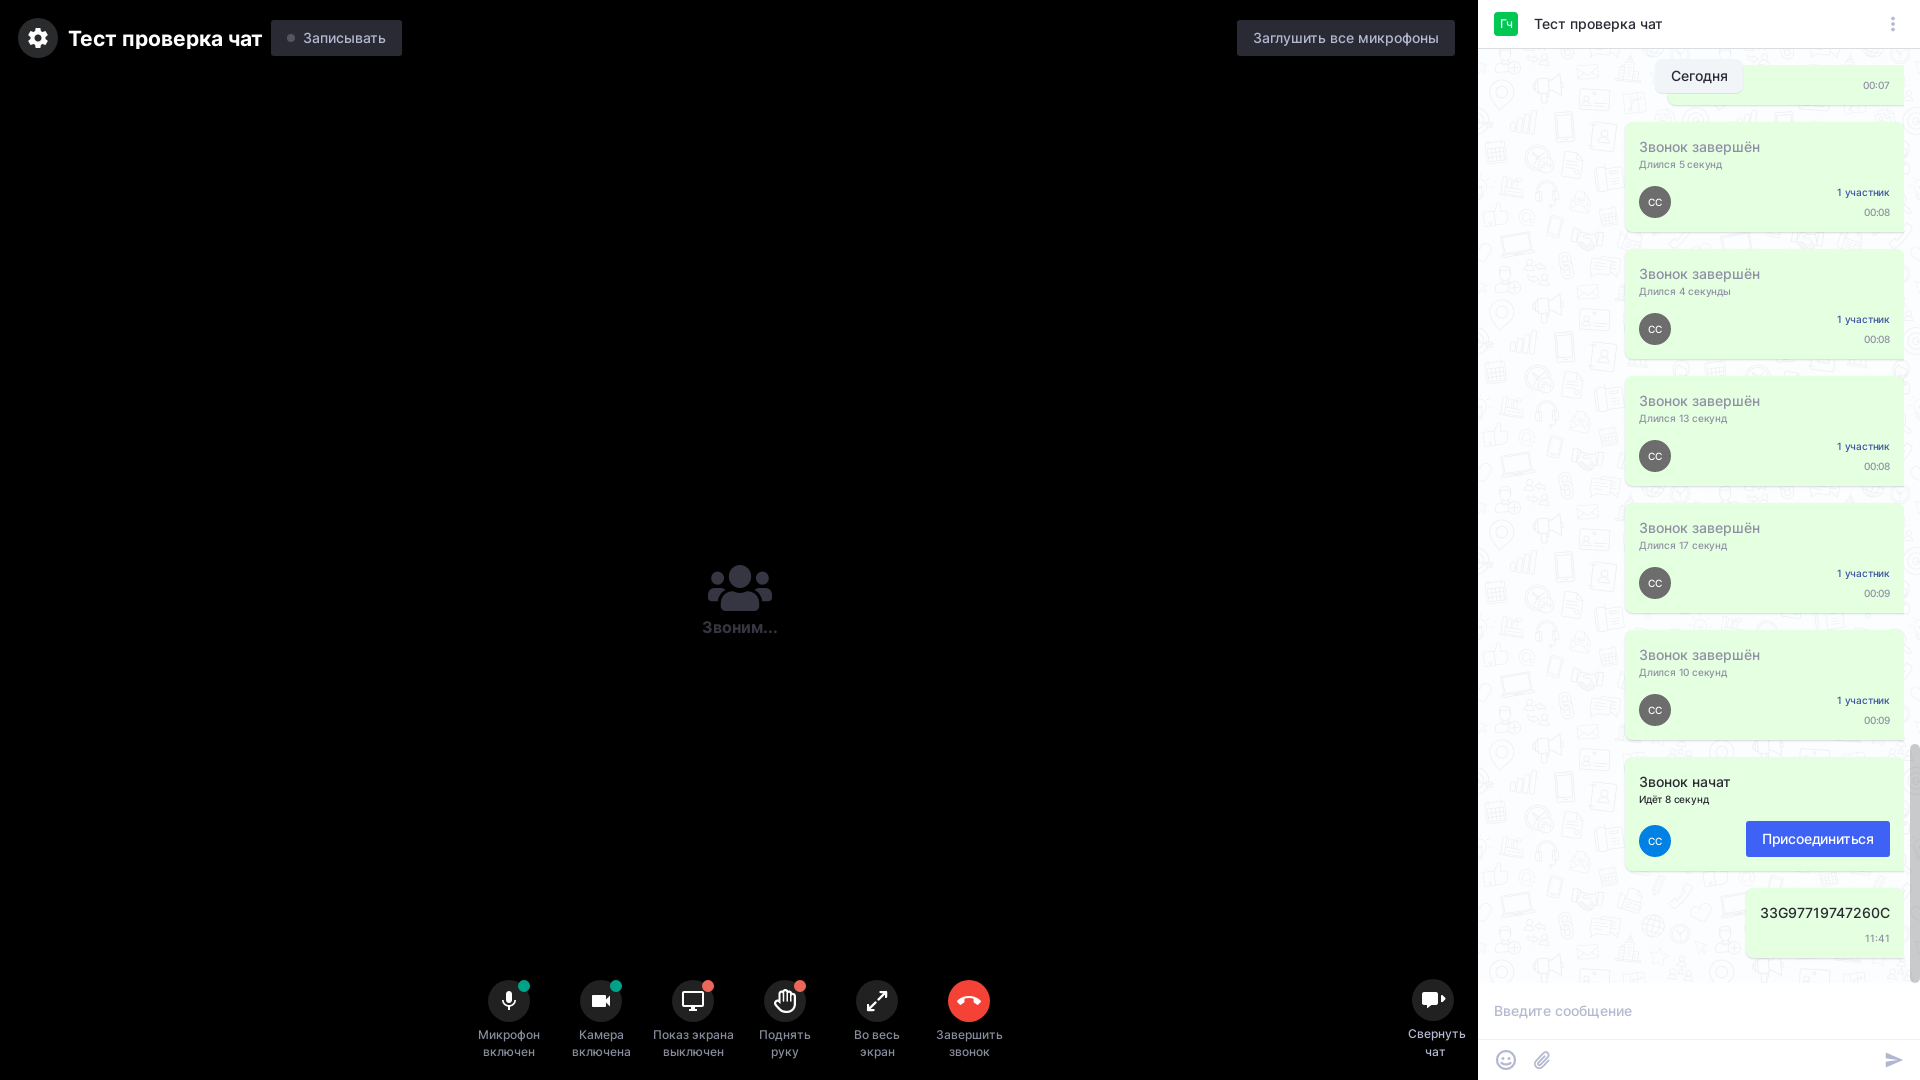 Тест проверка чат
Записывать
Заглушить все микрофоны
Звоним...
Микрофон
включен
Камера
включена
Показ экрана
выключен
Поднять
руку
Во весь
экран
Завершить
звонок
Свернуть
чат
Гч
Тест проверка чат
Сегодня
00:07
Звонок завершён
Длился 5 секунд
СС
1 участник
00:08
Звонок завершён
Длился 4 секунды
СС
1 участник
00:08
Звонок завершён
Длился 13 секунд
СС
1 участник
00:08
Звонок завершён
Длился 17 секунд
СС
1 участник
00:09
Звонок завершён
Длился 10 секунд
СС
1 участник
00:09
Звонок начат
Идёт 8 секунд
СС
Присоединиться
33G97719747260C
11:41
Введите сообщение